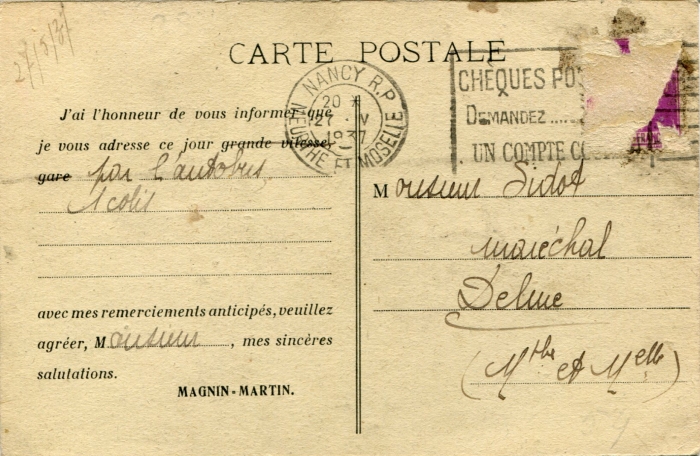 27/5/37
CARTE POSTALE
NANCY R.P
20 *
27 · V
1937
MEURTHE ET MOSELLE
CHÈQUES PO
DEMANDEZ .....
UN COMPTE C
J'ai l'honneur de vous informer que
je vous adresse ce jour grande vitesse,
gare par l'autobus
1 colis
avec mes remerciements anticipés, veuillez
agréer, Monsieur, mes sincères
salutations.
MAGNIN-MARTIN.
Monsieur Sidot
maréchal
Delme
(Mthe et Melle)